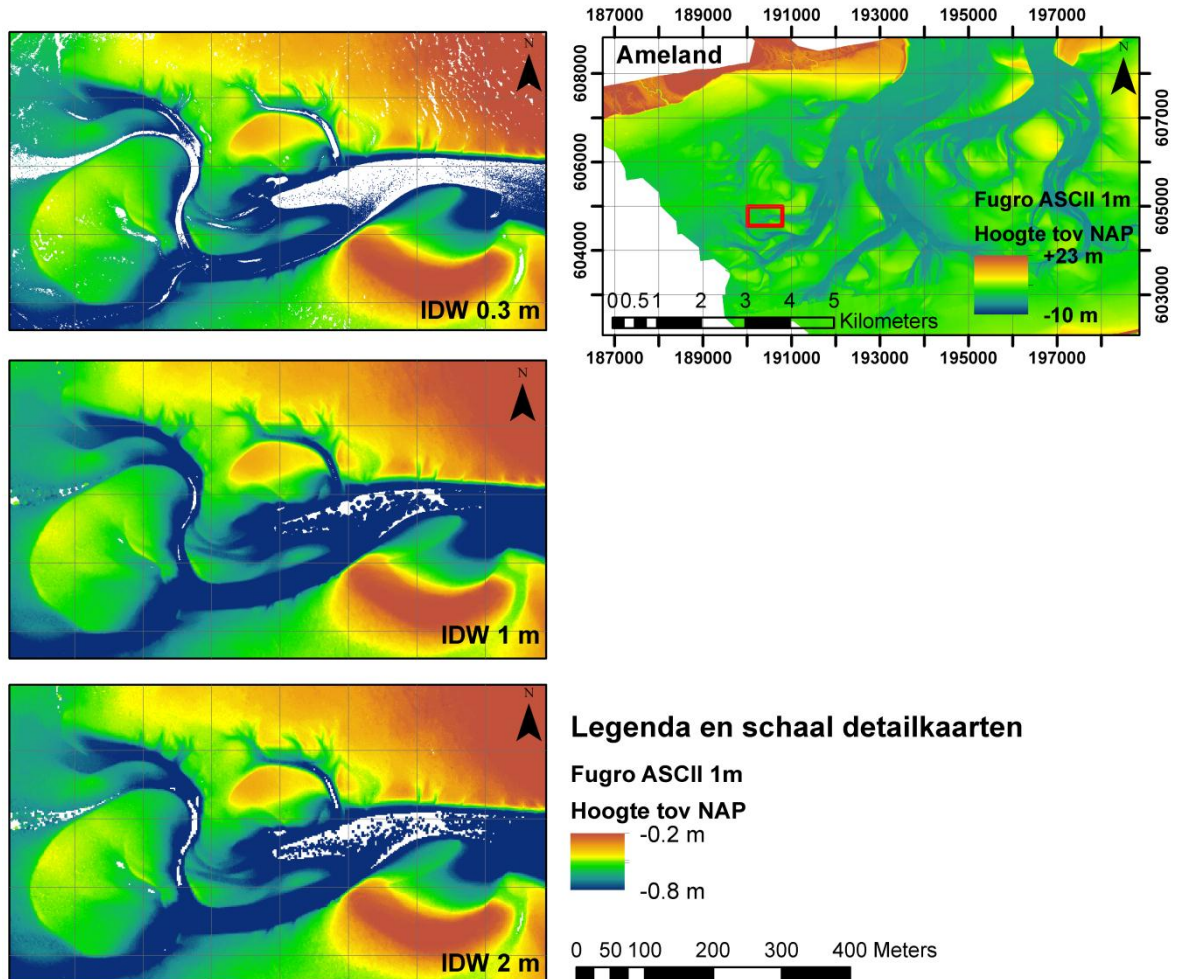 N
IDW 0.3 m
187000 189000 191000 193000 195000 197000
Ameland
N
608000
606000
604000
607000
605000
603000
Fugro ASCII 1m
Hoogte tov NAP
+23 m
-10 m
0 0.5 1 2 3 4 5
Kilometers
187000 189000 191000 193000 195000 197000
N
IDW 1 m
N
IDW 2 m
Legenda en schaal detailkaarten
Fugro ASCII 1m
Hoogte tov NAP
-0.2 m
-0.8 m
0 50 100 200 300 400 Meters